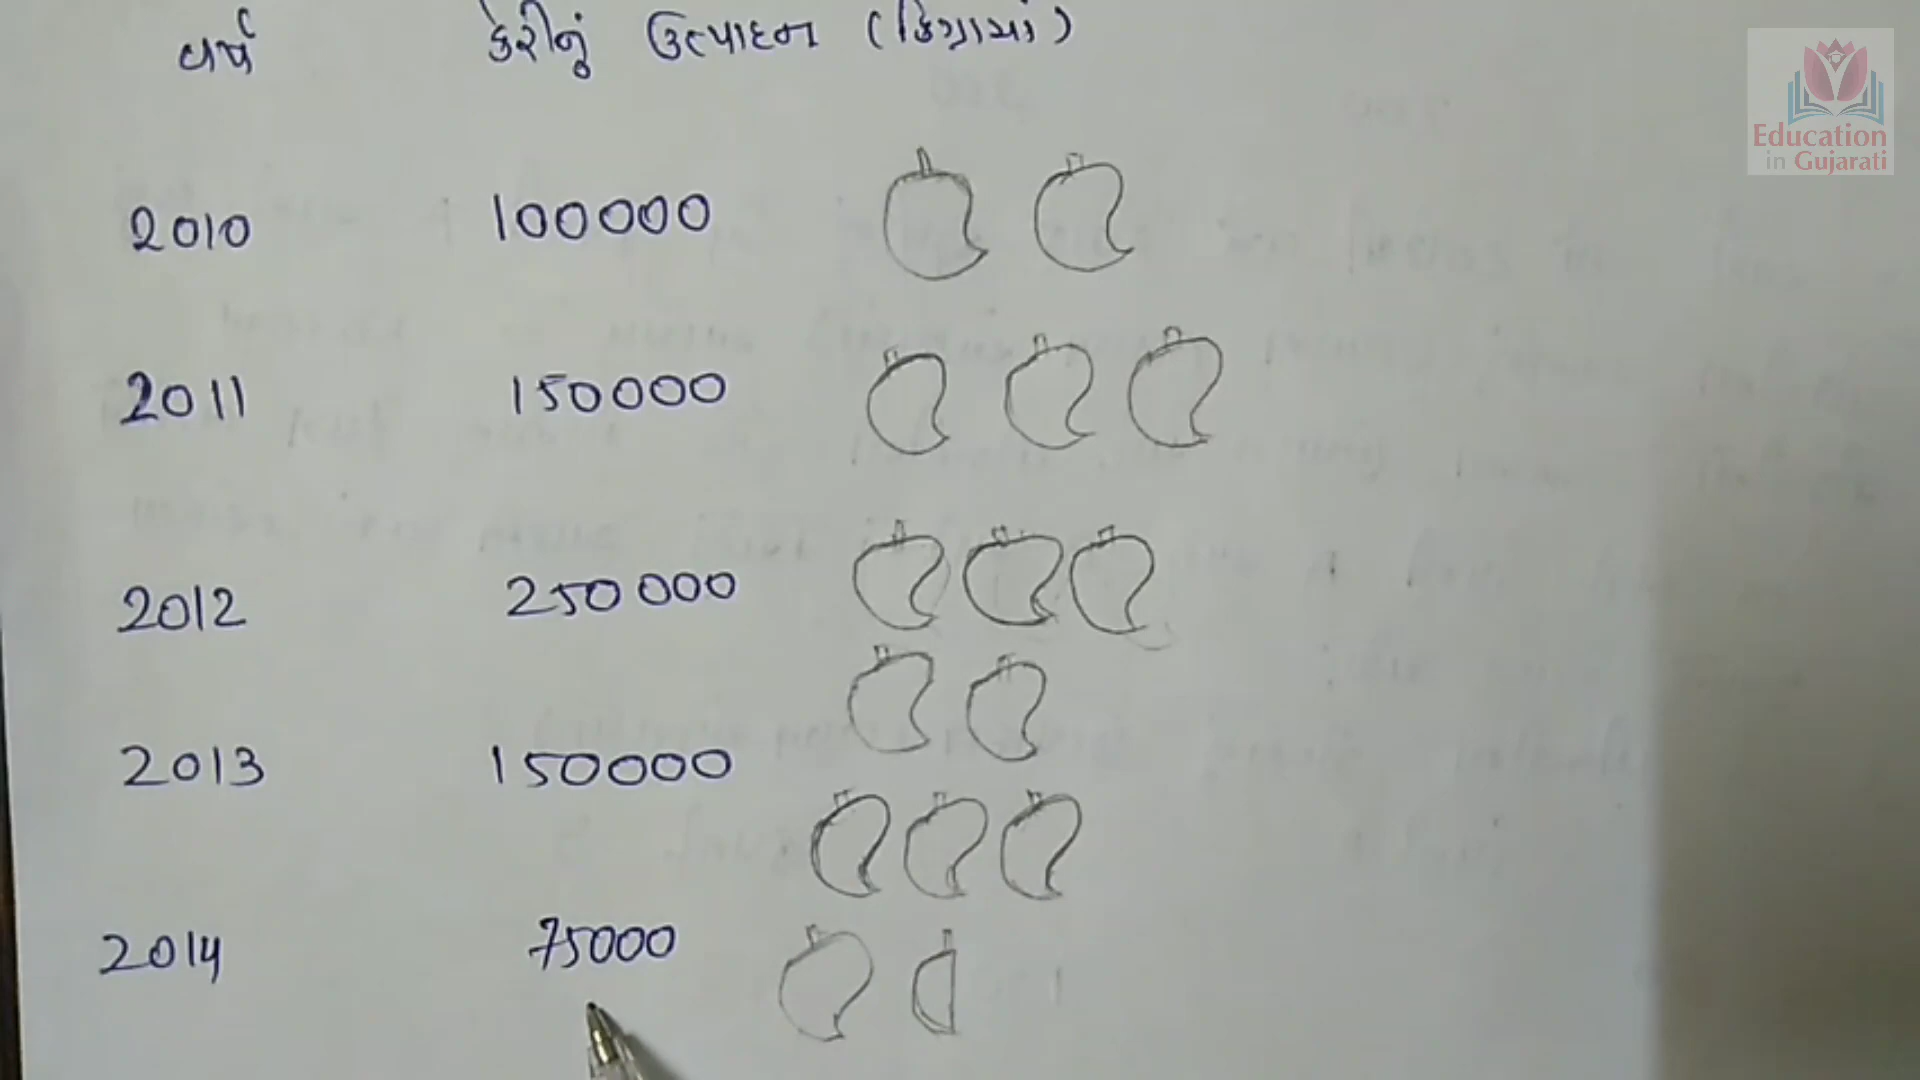 વર્ષ કેરીનું ઉત્પાદન (કિગ્રામાં)
Education
in Gujarati
2010 100000
2011 150000
2012 250000
2013 150000
2014 75000